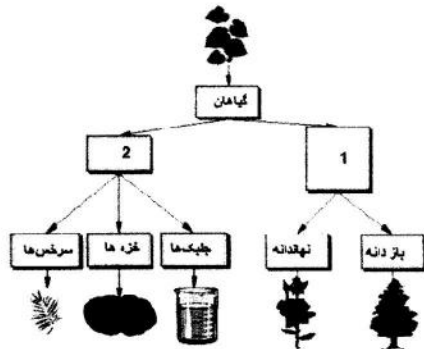 گیاهان
1
2
باز دانه
نهاندانه
جلبک‌ها
خزه ها
سرخس‌ها